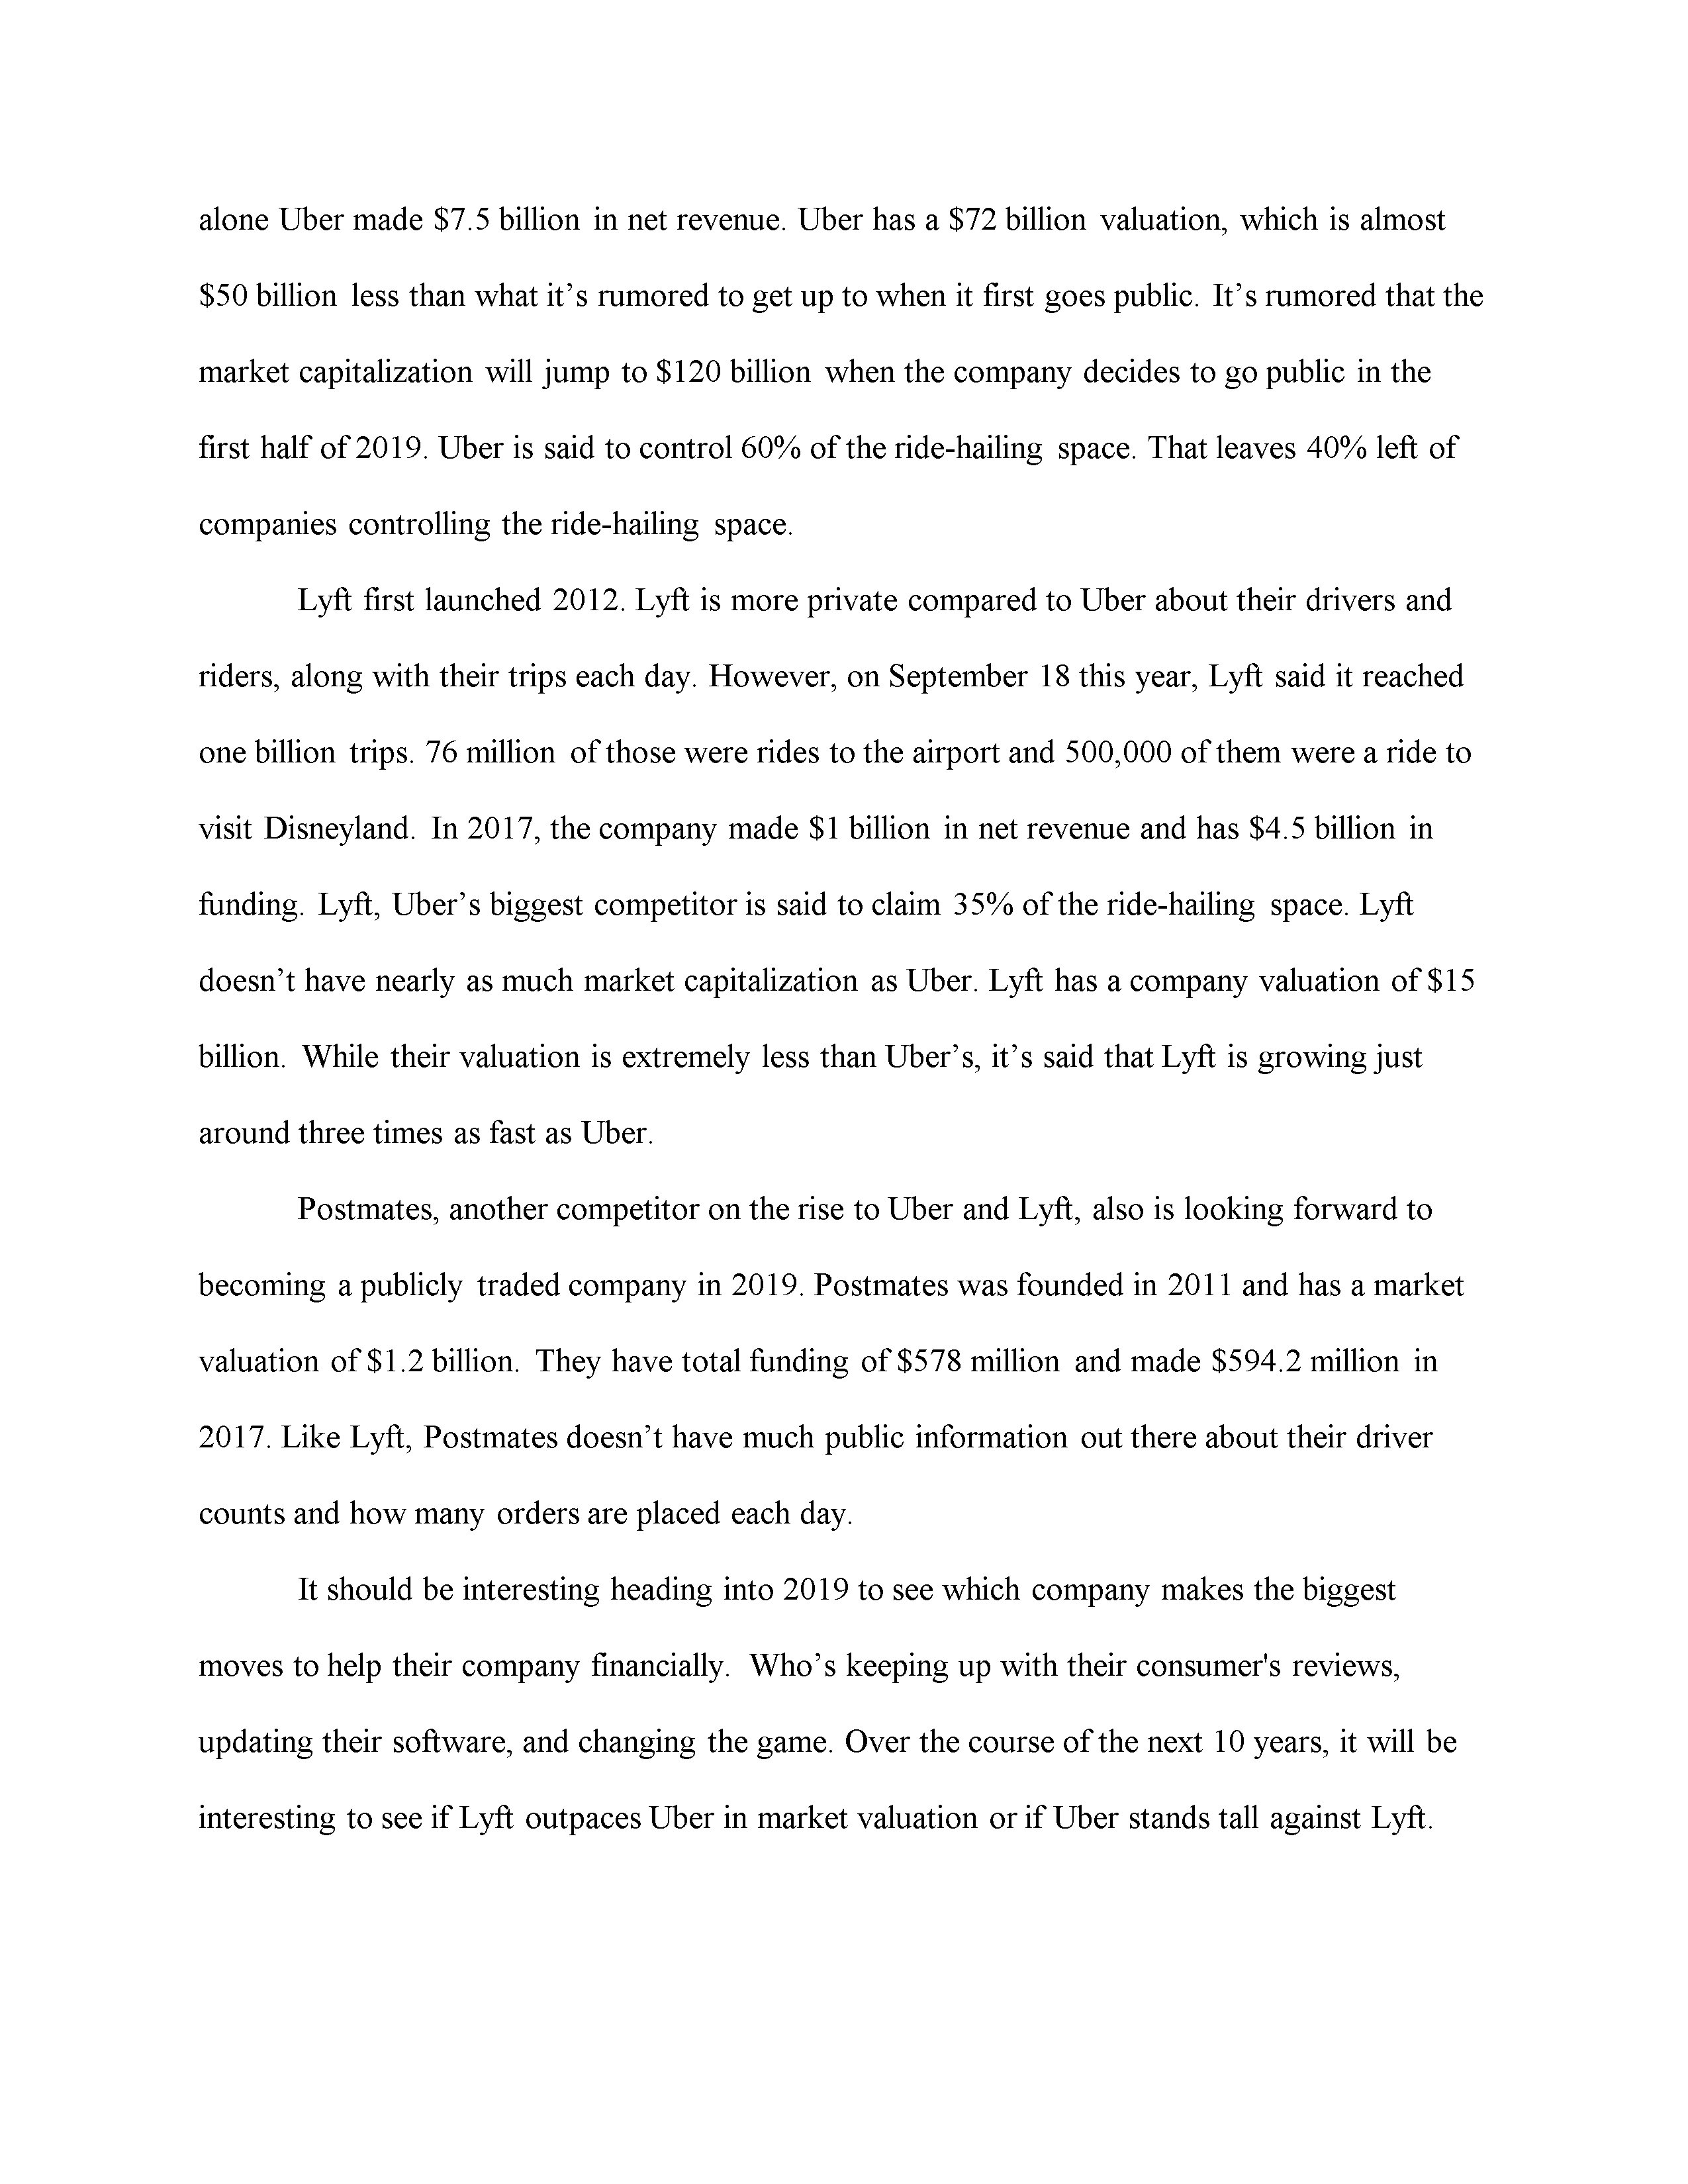 alone Uber made $7.5 billion in net revenue. Uber has a $72 billion valuation, which is almost
$50 billion less than what it’s rumored to get up to when it first goes public. It’s rumored that the
market capitalization will jump to $120 billion when the company decides to go public in the
first half of 2019. Uber is said to control 60% of the ride-hailing space. That leaves 40% left of
companies controlling the ride-hailing space.
Lyft first launched 2012. Lyft is more private compared to Uber about their drivers and
riders, along with their trips each day. However, on September 18 this year, Lyft said it reached
one billion trips. 76 million of those were rides to the airport and 500,000 of them were a ride to
visit Disneyland. In 2017, the company made $1 billion in net revenue and has $4.5 billion in
funding. Lyft, Uber’s biggest competitor is said to claim 35% of the ride-hailing space. Lyft
doesn’t have nearly as much market capitalization as Uber. Lyft has a company valuation of $15
billion. While their valuation is extremely less than Uber’s, it’s said that Lyft is growing just
around three times as fast as Uber.
Postmates, another competitor on the rise to Uber and Lyft, also is looking forward to
becoming a publicly traded company in 2019. Postmates was founded in 2011 and has a market
valuation of $1.2 billion. They have total funding of $578 million and made $594.2 million in
2017. Like Lyft, Postmates doesn’t have much public information out there about their driver
counts and how many orders are placed each day.
It should be interesting heading into 2019 to see which company makes the biggest
moves to help their company financially. Who’s keeping up with their consumer's reviews,
updating their software, and changing the game. Over the course of the next 10 years, it will be
interesting to see if Lyft outpaces Uber in market valuation or if Uber stands tall against Lyft.